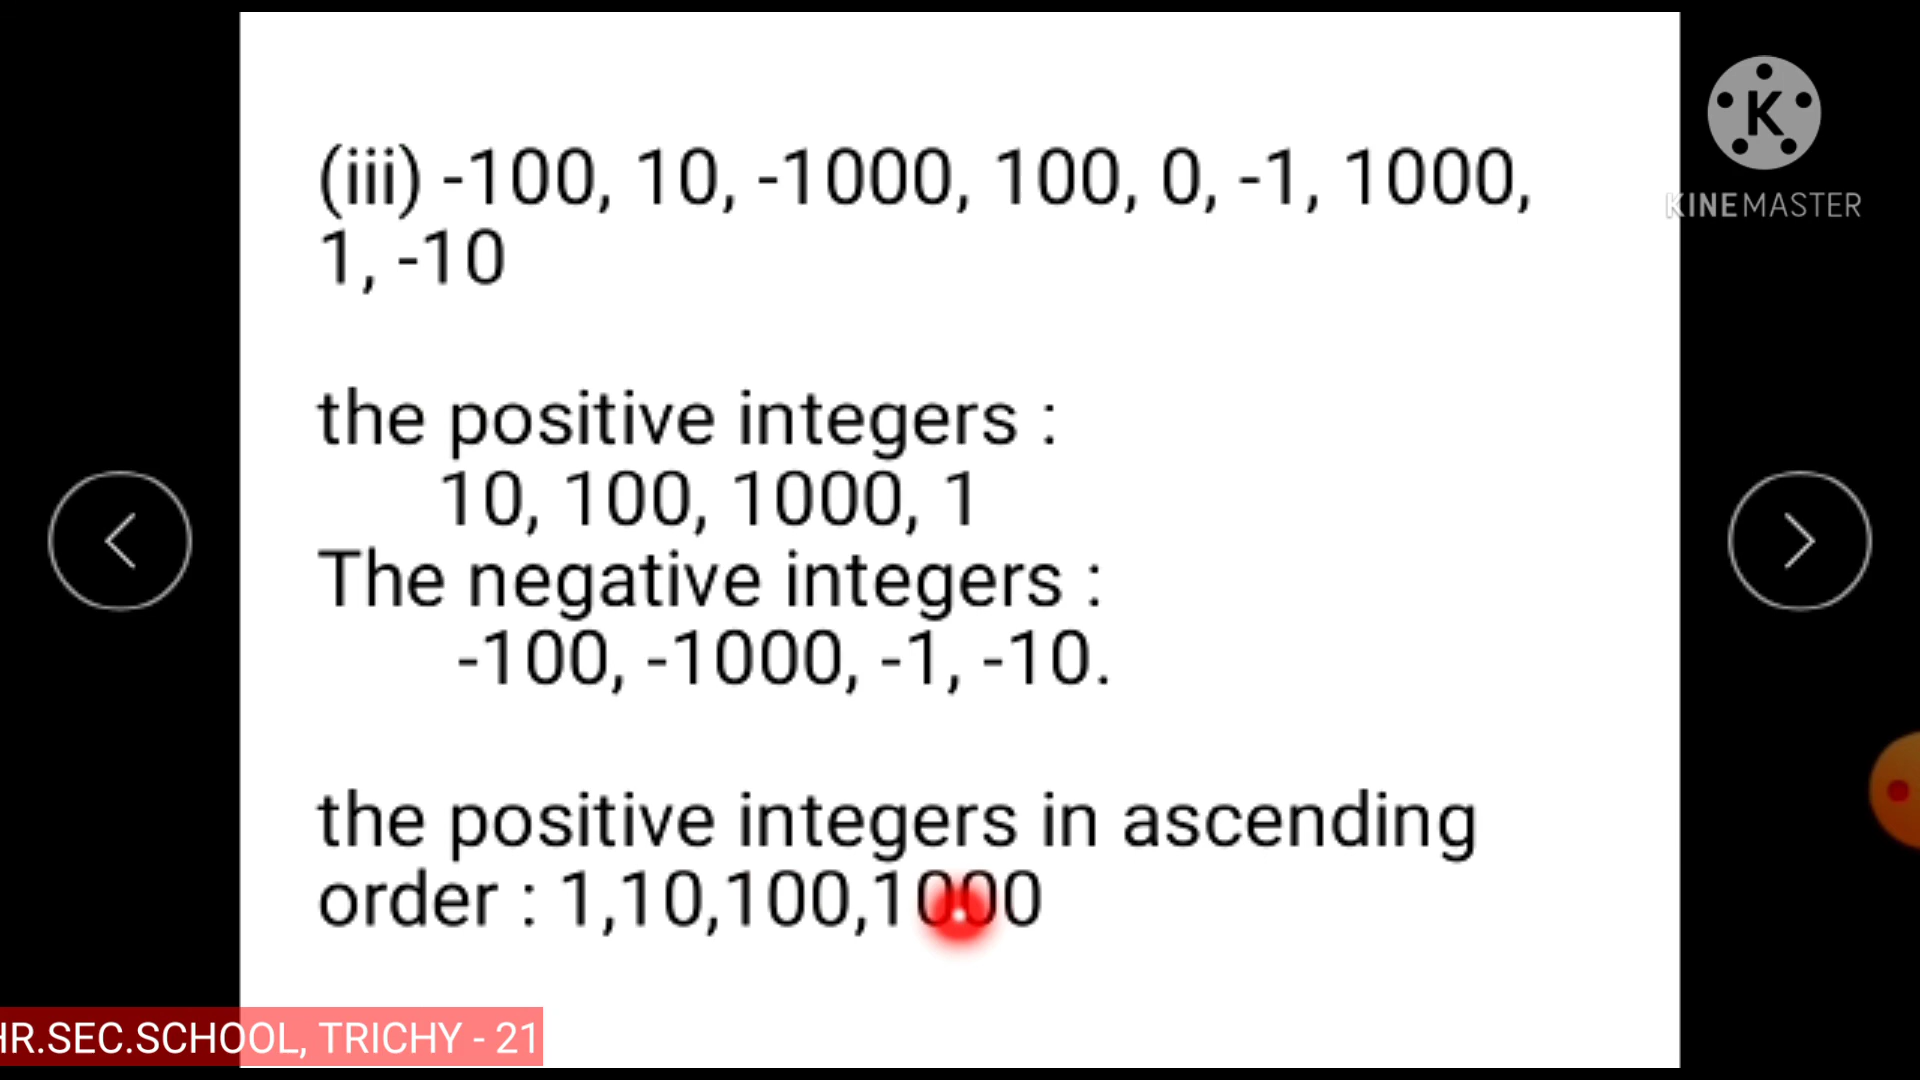 (iii) -100, 10, -1000, 100, 0, -1, 1000,
1, -10
the positive integers :
10, 100, 1000, 1
The negative integers :
-100, -1000, -1, -10.
the positive integers in ascending
order : 1,10,100,1000
K
KINEMASTER
HR.SEC.SCHOOL, TRICHY - 21